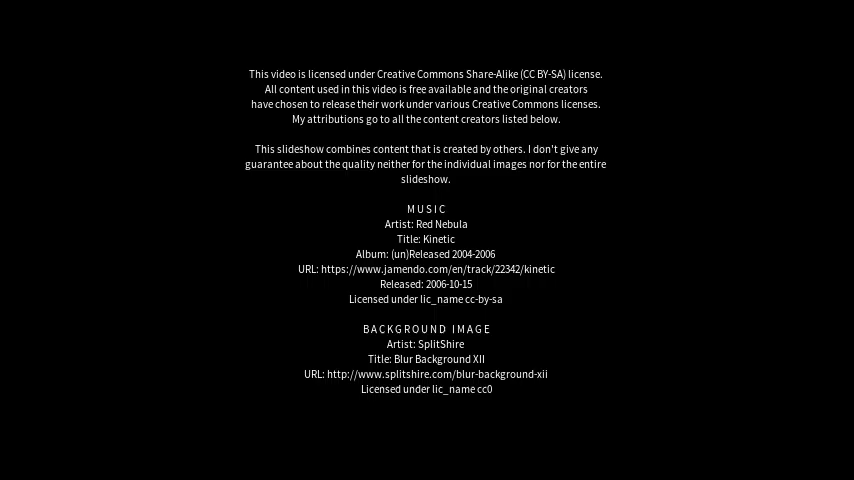 This video is licensed under Creative Commons Share-Alike (CC BY-SA) license.
All content used in this video is free available and the original creators
have chosen to release their work under various Creative Commons licenses.
My attributions go to all the content creators listed below.
This slideshow combines content that is created by others. I don't give any
guarantee about the quality neither for the individual images nor for the entire
slideshow.
MUSIC
Artist: Red Nebula
Title: Kinetic
Album: (un)Released 2004-2006
URL: https://www.jamendo.com/en/track/22342/kinetic
Released: 2006-10-15
Licensed under lic_name cc-by-sa
BACKGROUND IMAGE
Artist: SplitShire
Title: Blur Background XII
URL: http://www.splitshire.com/blur-background-xii
Licensed under lic_name cc0